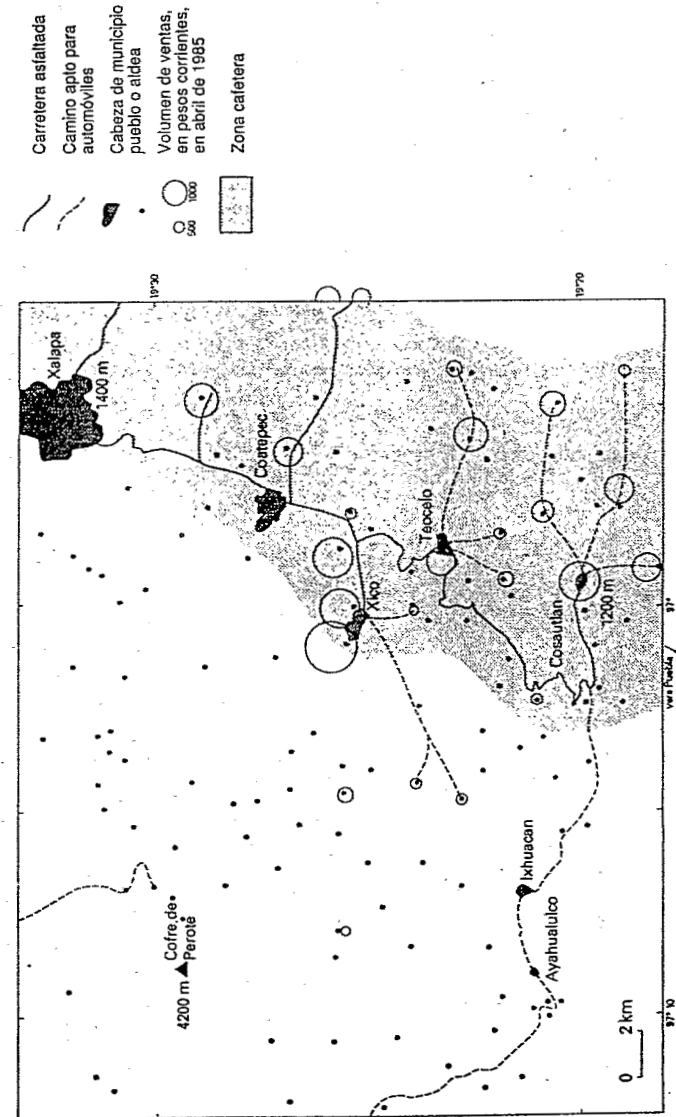 Carretera asfaltada
Camino apto para
automóviles
Cabeza de municipio
pueblo o aldea
Volumen de ventas,
en pesos corrientes,
en abril de 1985
500
1000
Zona cafetera
19°30
19°20
97°
97°10
Xalapa
1400 m
Coatepec
Xico
Teocelo
Cosautlan
1200 m
vara Puebla
Ixhuacan
Ayahualulco
Cofre de
Perote
4200 m
0 2 km